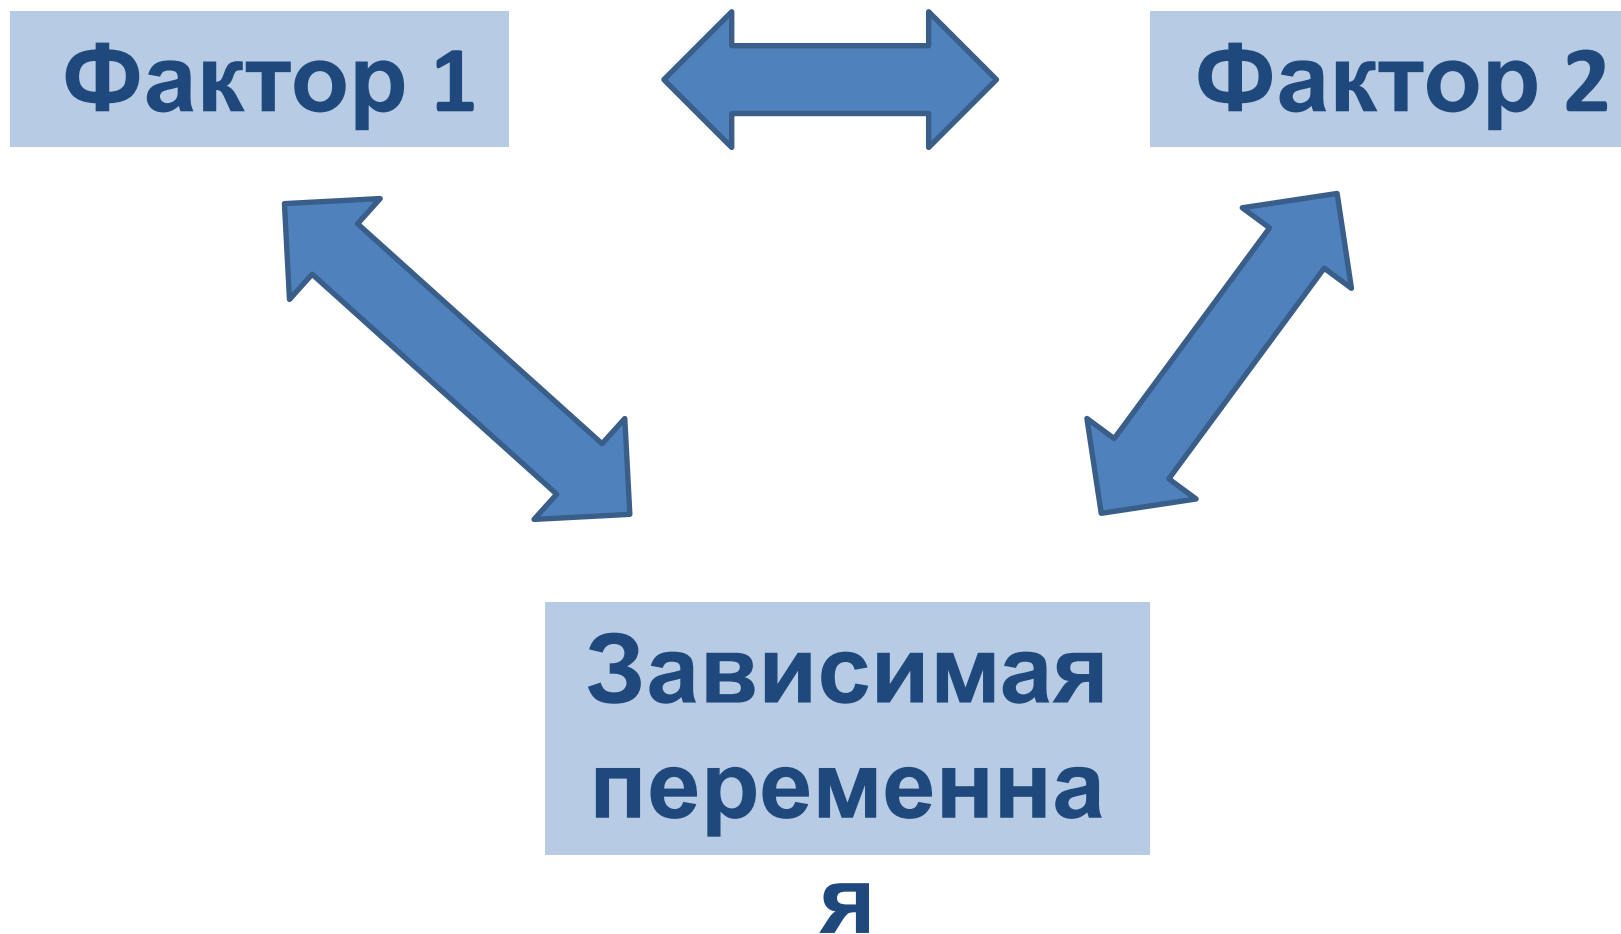 Фактор 1
Фактор 2
Зависимая
переменна
я